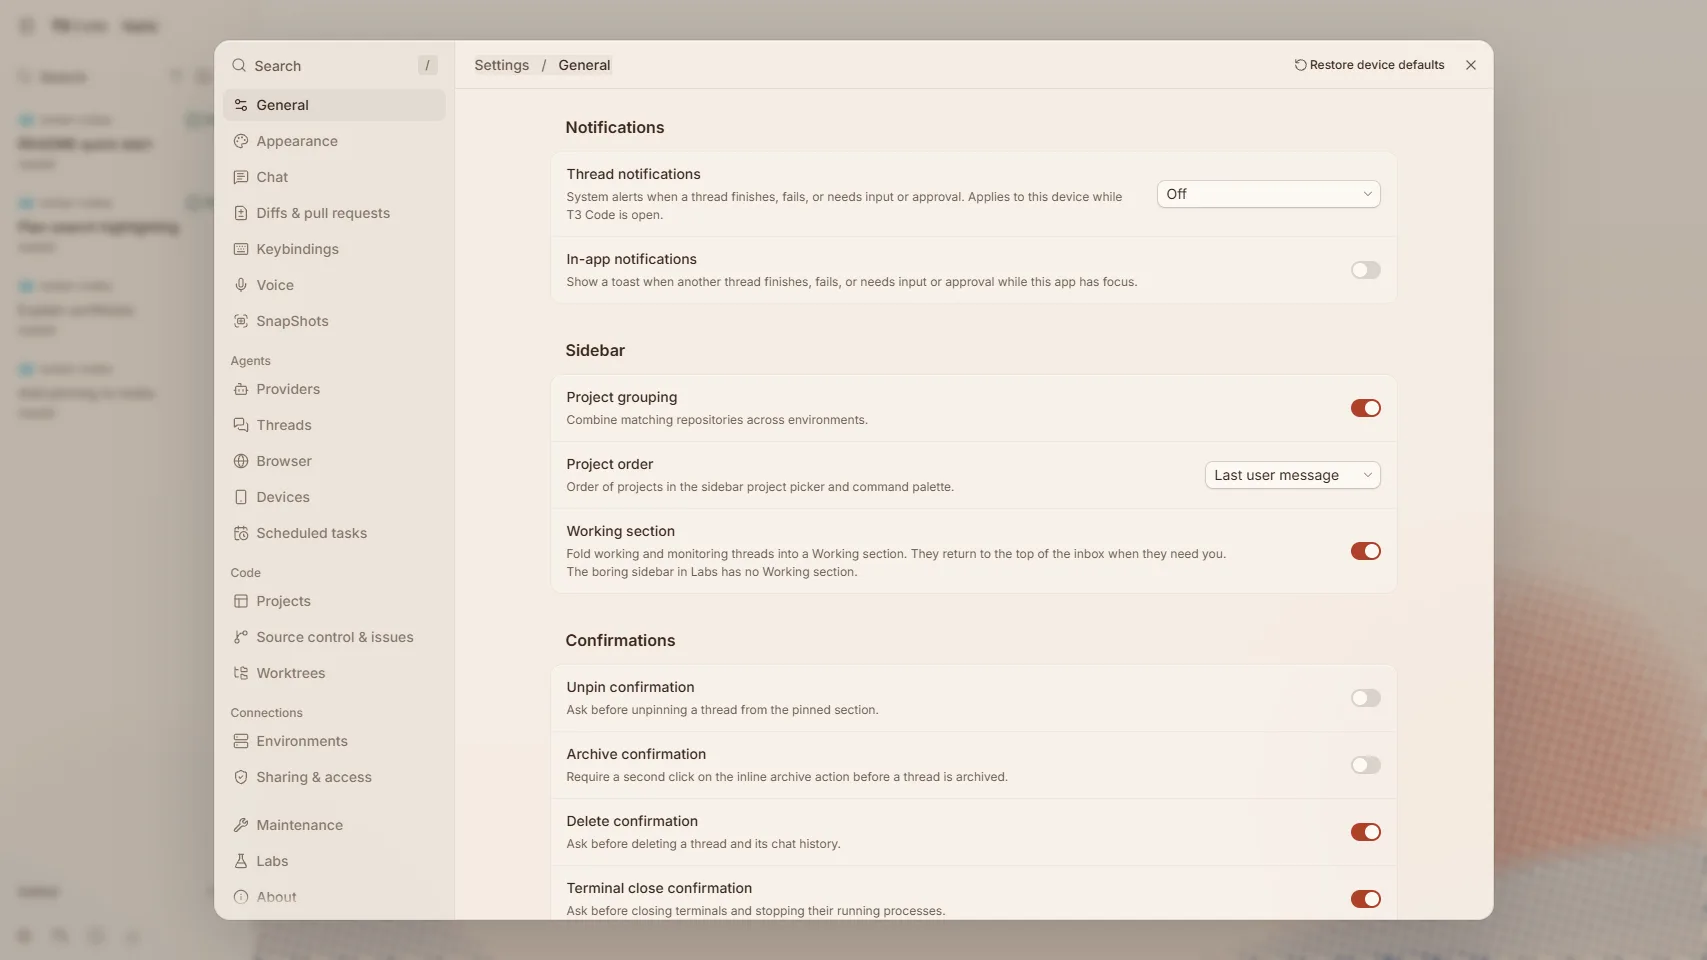 Search /
Settings / General
Restore device defaults
General
Appearance
Chat
Diffs & pull requests
Keybindings
Voice
SnapShots
Agents
Providers
Threads
Browser
Devices
Scheduled tasks
Code
Projects
Source control & issues
Worktrees
Connections
Environments
Sharing & access
Maintenance
Labs
About
Notifications
Thread notifications
System alerts when a thread finishes, fails, or needs input or approval. Applies to this device while
T3 Code is open.
Off
In-app notifications
Show a toast when another thread finishes, fails, or needs input or approval while this app has focus.
Sidebar
Project grouping
Combine matching repositories across environments.
Project order
Order of projects in the sidebar project picker and command palette.
Last user message
Working section
Fold working and monitoring threads into a Working section. They return to the top of the inbox when they need you.
The boring sidebar in Labs has no Working section.
Confirmations
Unpin confirmation
Ask before unpinning a thread from the pinned section.
Archive confirmation
Require a second click on the inline archive action before a thread is archived.
Delete confirmation
Ask before deleting a thread and its chat history.
Terminal close confirmation
Ask before closing terminals and stopping their running processes.